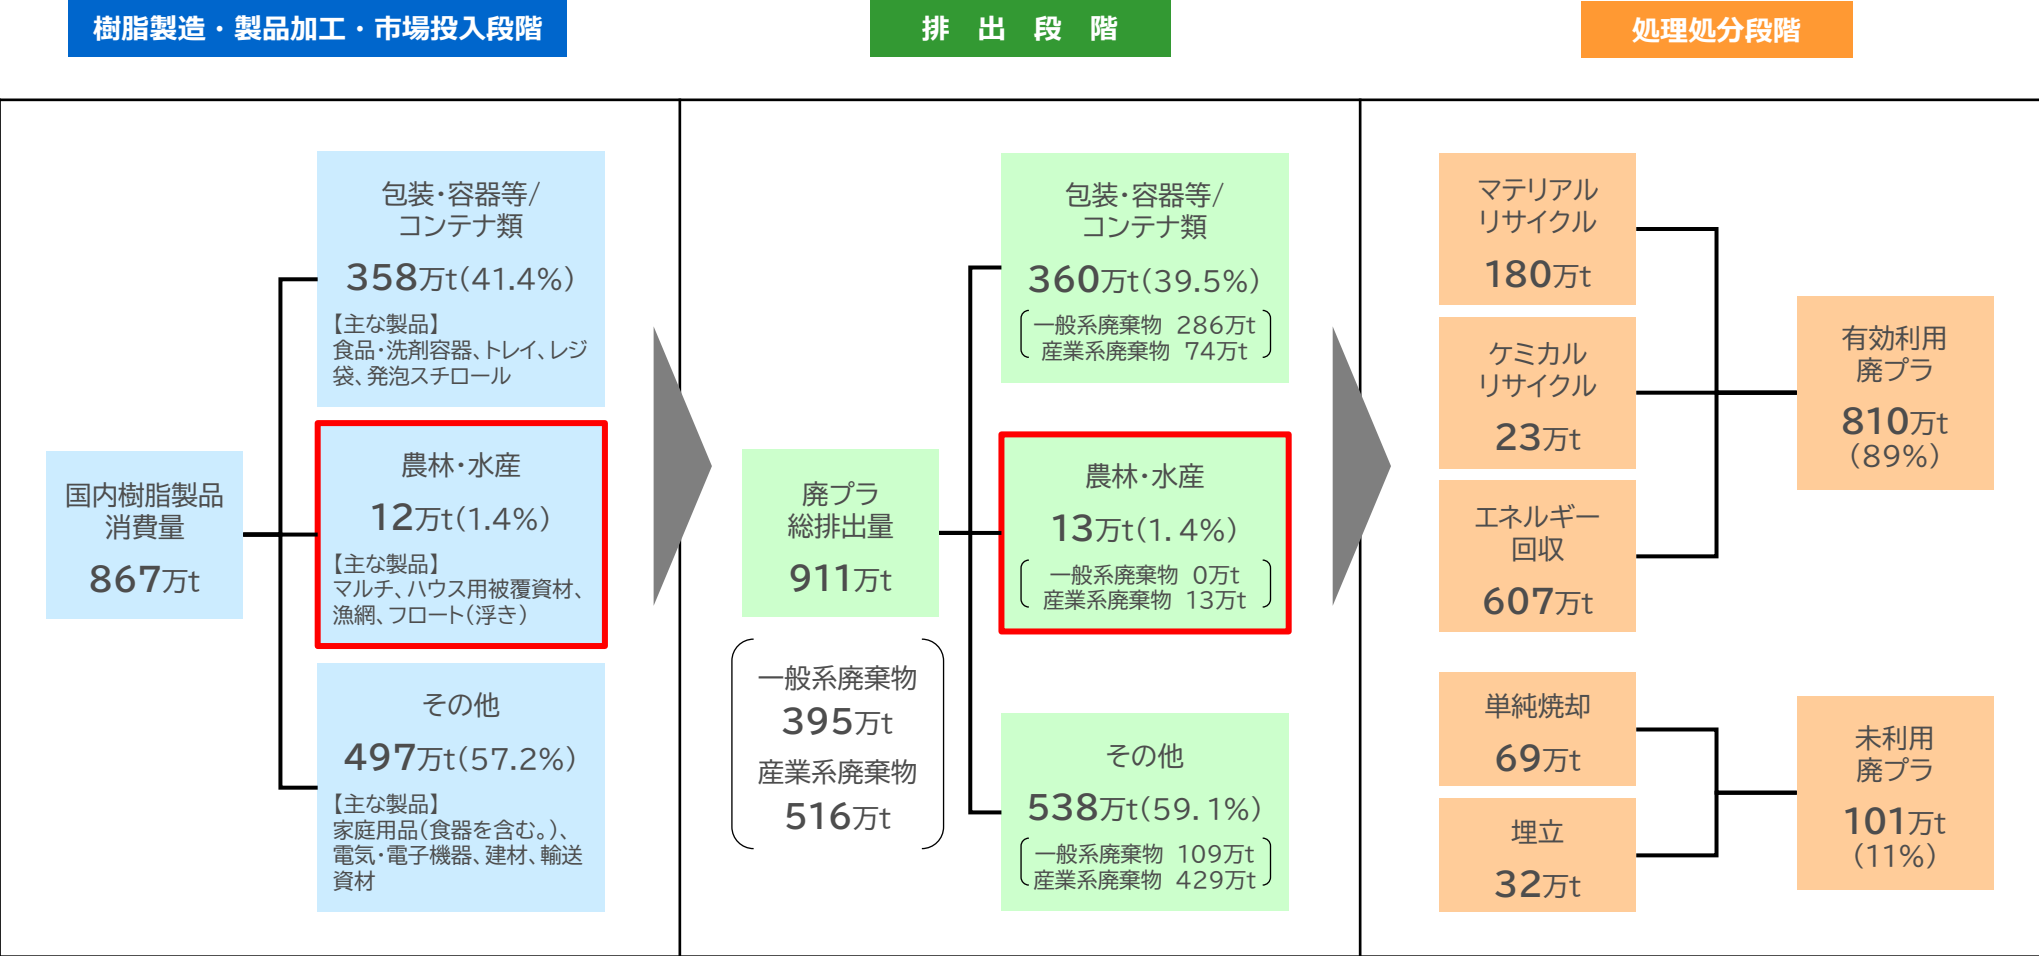 樹脂製造・製品加工・市場投入段階
排 出 段 階
処理処分段階
国内樹脂製品
消費量
867万t
包装・容器等/
コンテナ類
358万t(41.4%)
【主な製品】
食品・洗剤容器、トレイ、レジ
袋、発泡スチロール
農林・水産
12万t(1.4%)
【主な製品】
マルチ、ハウス用被覆資材、
漁網、フロート(浮き)
その他
497万t(57.2%)
【主な製品】
家庭用品(食器を含む。)、
電気・電子機器、建材、輸送
資材
廃プラ
総排出量
911万t
一般系廃棄物
395万t
産業系廃棄物
516万t
包装・容器等/
コンテナ類
360万t(39.5%)
一般系廃棄物 286万t
産業系廃棄物 74万t
農林・水産
13万t(1.4%)
一般系廃棄物 0万t
産業系廃棄物 13万t
その他
538万t(59.1%)
一般系廃棄物 109万t
産業系廃棄物 429万t
マテリアル
リサイクル
180万t
ケミカル
リサイクル
23万t
エネルギー
回収
607万t
有効利用
廃プラ
810万t
(89%)
単純焼却
69万t
埋立
32万t
未利用
廃プラ
101万t
(11%)